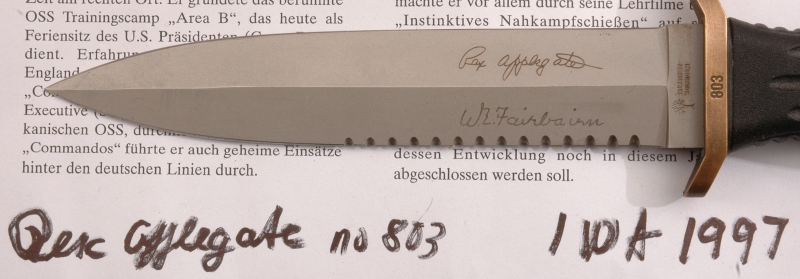 Zeit am rechten Ort. Er gründete das berühmte
OSS Trainingscamp „Area B", das heute als
Feriensitz des U.S. Präsidenten
dient. Erfahrun
England
„Co
Executive
kanischen OSS,
„Commandos" führte er auch geheime Einsätze
hinter den deutschen Linien durch.
machte er vor allem durch seine Lehrfilme
„Instinktives Nahkampfschießen" auf
dessen Entwicklung noch in diesem J
abgeschlossen werden soll.
Rex Applegate
W.E. Fairbairn
803
Rex Applegate no 803 IWA 1997